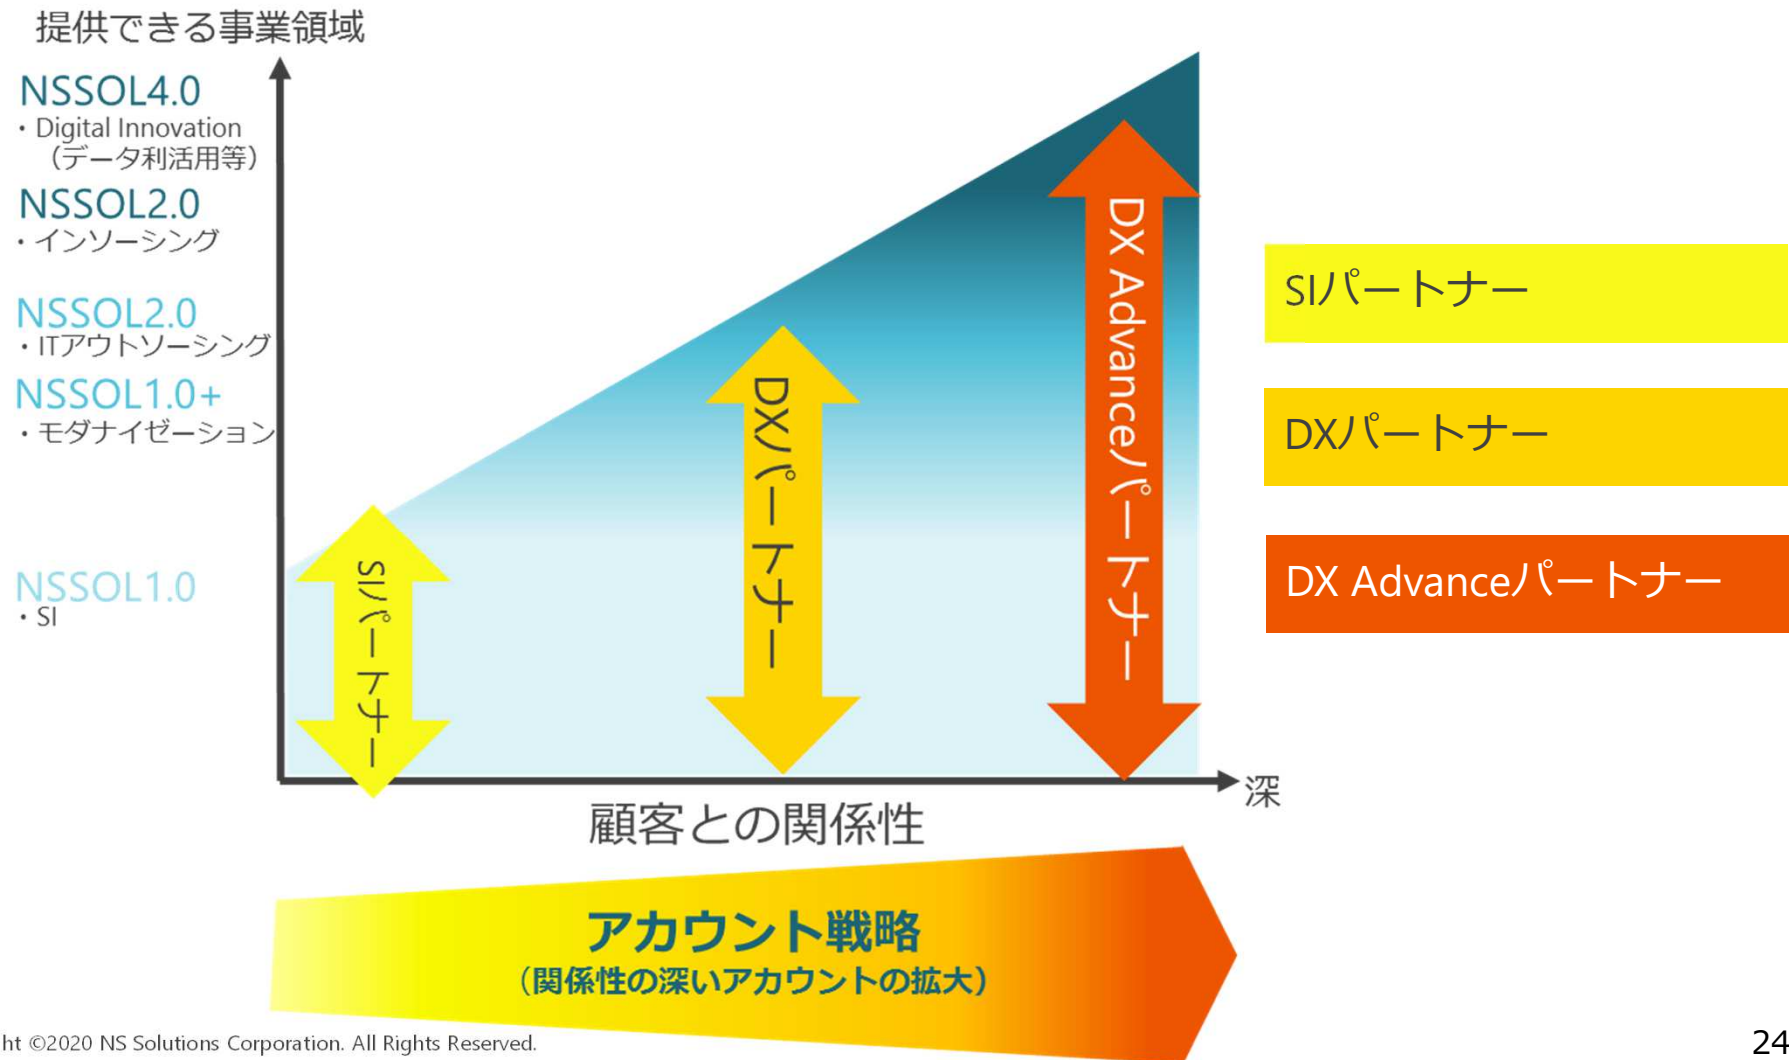 提供できる事業領域
NSSOL4.0
・Digital Innovation
（データ利活用等）
NSSOL2.0
・インソーシング
NSSOL2.0
・ITアウトソーシング
NSSOL1.0+
・モダナイゼーション
NSSOL1.0
・SI
SIパートナー
DXパートナー
DX Advanceパートナー
深
顧客との関係性
SIパートナー
DXパートナー
DX Advanceパートナー
アカウント戦略
（関係性の深いアカウントの拡大）
ht ©2020 NS Solutions Corporation. All Rights Reserved.
24